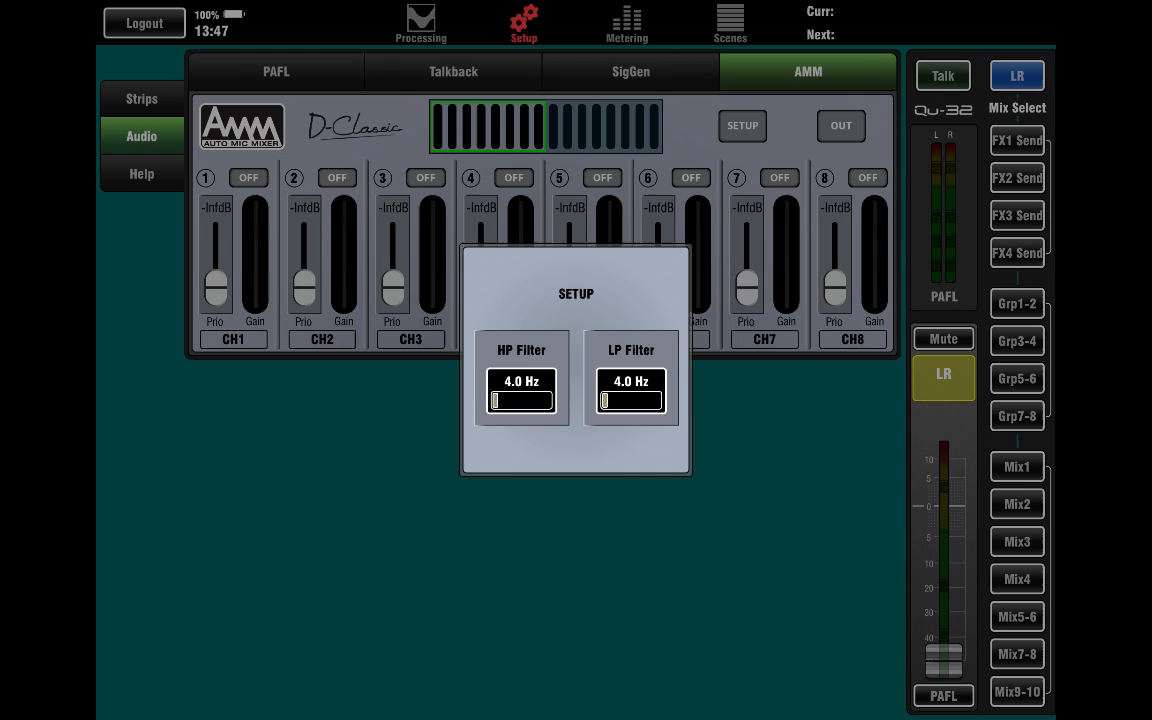 Logout
100%
13:47
Processing
Setup
Metering
Scenes
Curr:
Next:
PAFL
Talkback
SigGen
AMM
Strips
Audio
Help
AMM
AUTO MIC MIXER
D-Classic
SETUP
OUT
1 OFF
2 OFF
3 OFF
4 OFF
5 OFF
6 OFF
7 OFF
8 OFF
-InfdB
-InfdB
-InfdB
-InfdB
-InfdB
-InfdB
-InfdB
-InfdB
Prio Gain
Prio Gain
Prio Gain
Prio Gain
Prio Gain
CH1
CH2
CH3
CH7
CH8
SETUP
HP Filter
4.0 Hz
LP Filter
4.0 Hz
Talk
LR
Qu-32
Mix Select
L R
PAFL
Mute
LR
10
5
0
5
10
20
30
40
PAFL
FX1 Send
FX2 Send
FX3 Send
FX4 Send
Grp1-2
Grp3-4
Grp5-6
Grp7-8
Mix1
Mix2
Mix3
Mix4
Mix5-6
Mix7-8
Mix9-10